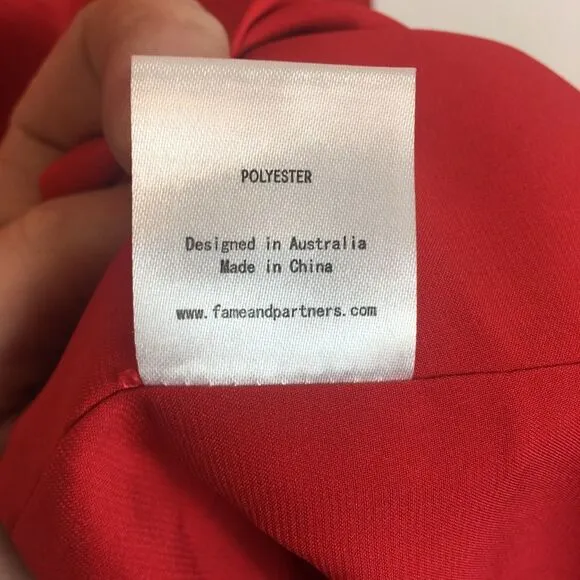 POLYESTER
Designed in Australia
Made in China
www.fameandpartners.com